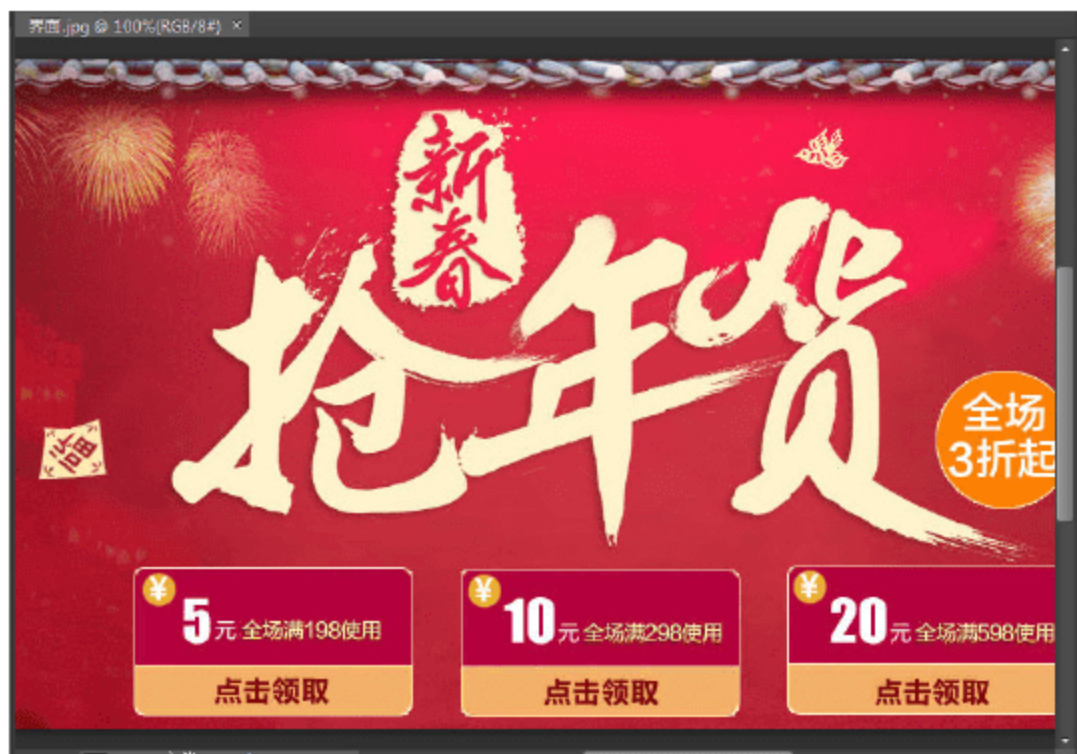 界面.jpg @ 100%(RGB/8#) ×
新春
抢年货
福
全场
3折起
¥ 5元 全场满198使用
点击领取
¥ 10元 全场满298使用
点击领取
¥ 20元 全场满598使用
点击领取